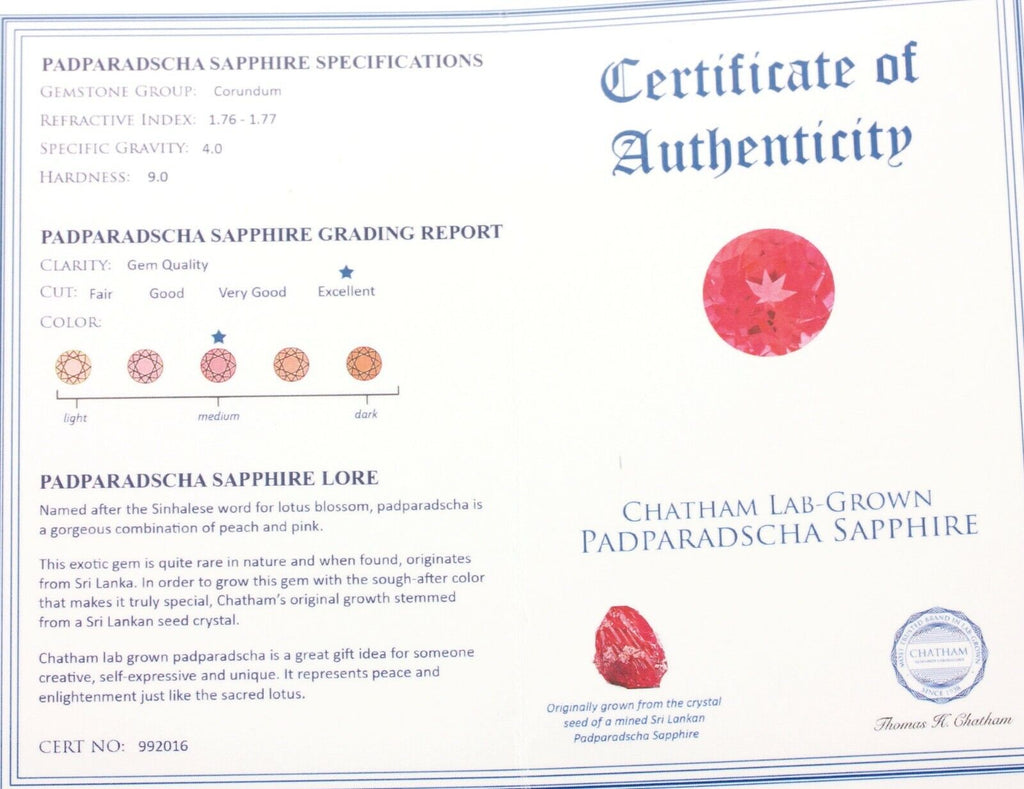 PADPARADSCHA SAPPHIRE SPECIFICATIONS
GEMSTONE GROUP: Corundum
REFRACTIVE INDEX: 1.76 - 1.77
SPECIFIC GRAVITY: 4.0
HARDNESS: 9.0
PADPARADSCHA SAPPHIRE GRADING REPORT
CLARITY: Gem Quality
CUT: Fair Good Very Good Excellent
COLOR:
light medium dark
PADPARADSCHA SAPPHIRE LORE
Named after the Sinhalese word for lotus blossom, padparadscha is
a gorgeous combination of peach and pink.
This exotic gem is quite rare in nature and when found, originates
from Sri Lanka. In order to grow this gem with the sough-after color
that makes it truly special, Chatham's original growth stemmed
from a Sri Lankan seed crystal.
Chatham lab grown padparadscha is a great gift idea for someone
creative, self-expressive and unique. It represents peace and
enlightenment just like the sacred lotus.
CERT NO: 992016
Certificate of
Authenticity
CHATHAM LAB-GROWN
PADPARADSCHA SAPPHIRE
Originally grown from the crystal
seed of a mined Sri Lankan
Padparadscha Sapphire
MOST TRUSTED BRAND IN LAB GROWN
CHATHAM
SINCE 1938
Thomas H. Chatham